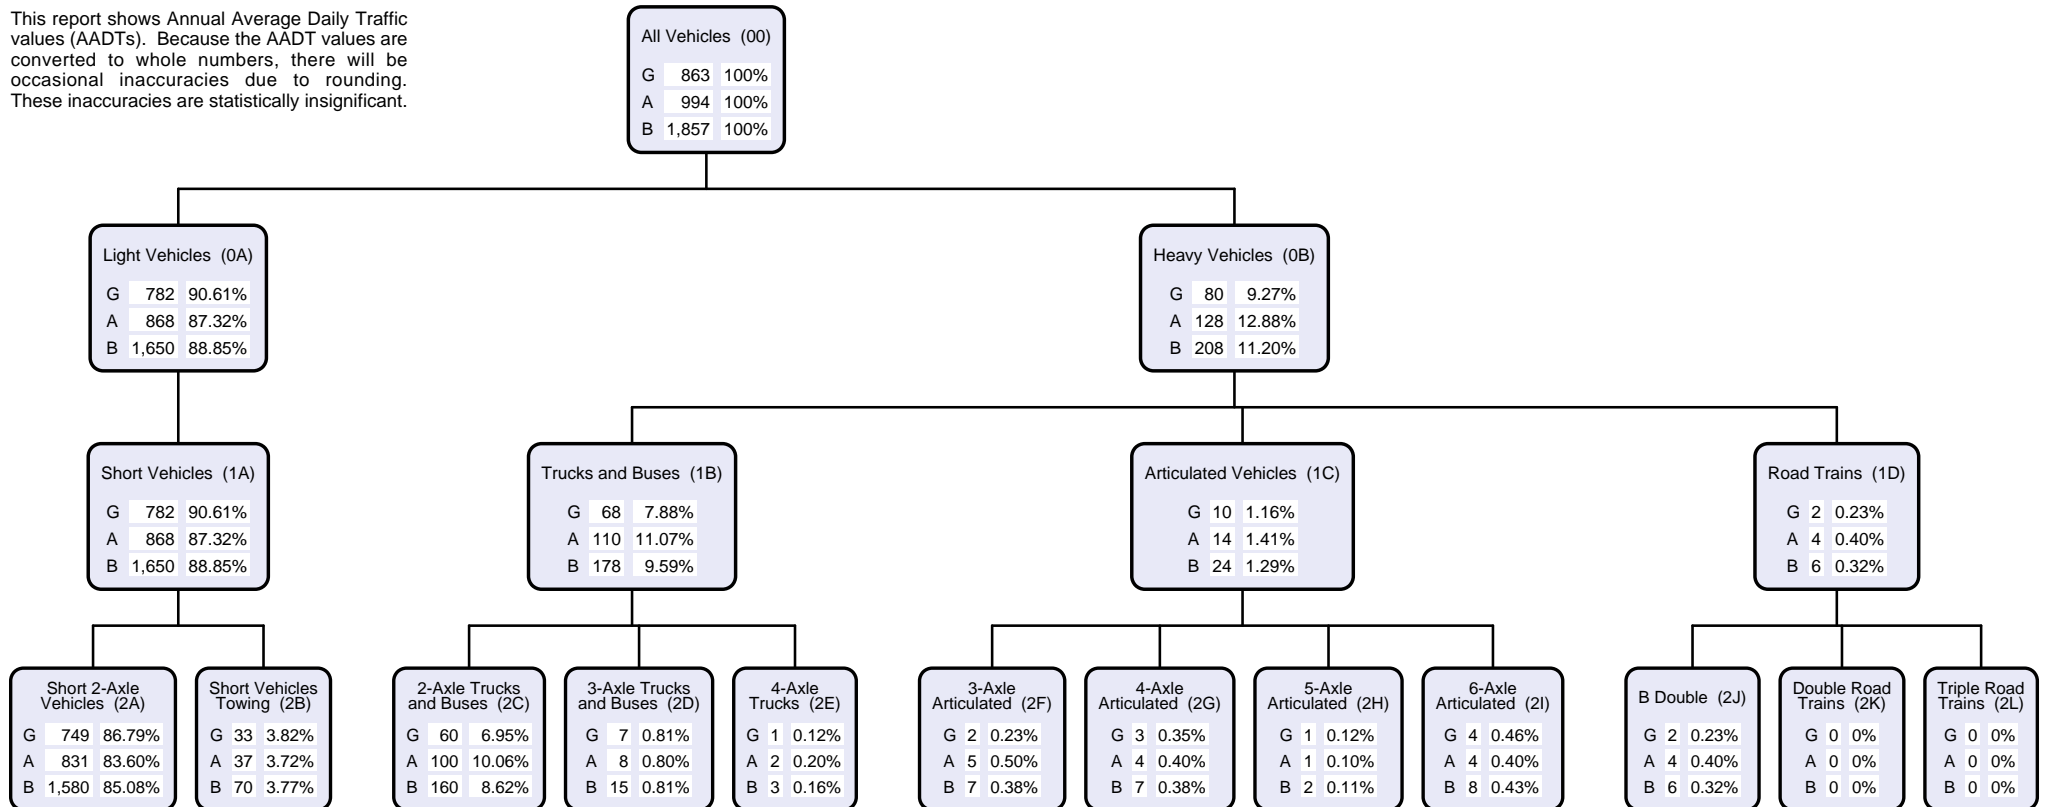 This report shows Annual Average Daily Traffic
values (AADTs). Because the AADT values are
converted to whole numbers, there will be
occasional inaccuracies due to rounding.
These inaccuracies are statistically insignificant.
All Vehicles (00)
G 863 100%
A 994 100%
B 1,857 100%
Light Vehicles (0A)
G 782 90.61%
A 868 87.32%
B 1,650 88.85%
Heavy Vehicles (0B)
G 80 9.27%
A 128 12.88%
B 208 11.20%
Short Vehicles (1A)
G 782 90.61%
A 868 87.32%
B 1,650 88.85%
Trucks and Buses (1B)
G 68 7.88%
A 110 11.07%
B 178 9.59%
Articulated Vehicles (1C)
G 10 1.16%
A 14 1.41%
B 24 1.29%
Road Trains (1D)
G 2 0.23%
A 4 0.40%
B 6 0.32%
Short 2-Axle
Vehicles (2A)
G 749 86.79%
A 831 83.60%
B 1,580 85.08%
Short Vehicles
Towing (2B)
G 33 3.82%
A 37 3.72%
B 70 3.77%
2-Axle Trucks
and Buses (2C)
G 60 6.95%
A 100 10.06%
B 160 8.62%
3-Axle Trucks
and Buses (2D)
G 7 0.81%
A 8 0.80%
B 15 0.81%
4-Axle
Trucks (2E)
G 1 0.12%
A 2 0.20%
B 3 0.16%
3-Axle
Articulated (2F)
G 2 0.23%
A 5 0.50%
B 7 0.38%
4-Axle
Articulated (2G)
G 3 0.35%
A 4 0.40%
B 7 0.38%
5-Axle
Articulated (2H)
G 1 0.12%
A 1 0.10%
B 2 0.11%
6-Axle
Articulated (2I)
G 4 0.46%
A 4 0.40%
B 8 0.43%
B Double (2J)
G 2 0.23%
A 4 0.40%
B 6 0.32%
Double Road
Trains (2K)
G 0 0%
A 0 0%
B 0 0%
Triple Road
Trains (2L)
G 0 0%
A 0 0%
B 0 0%